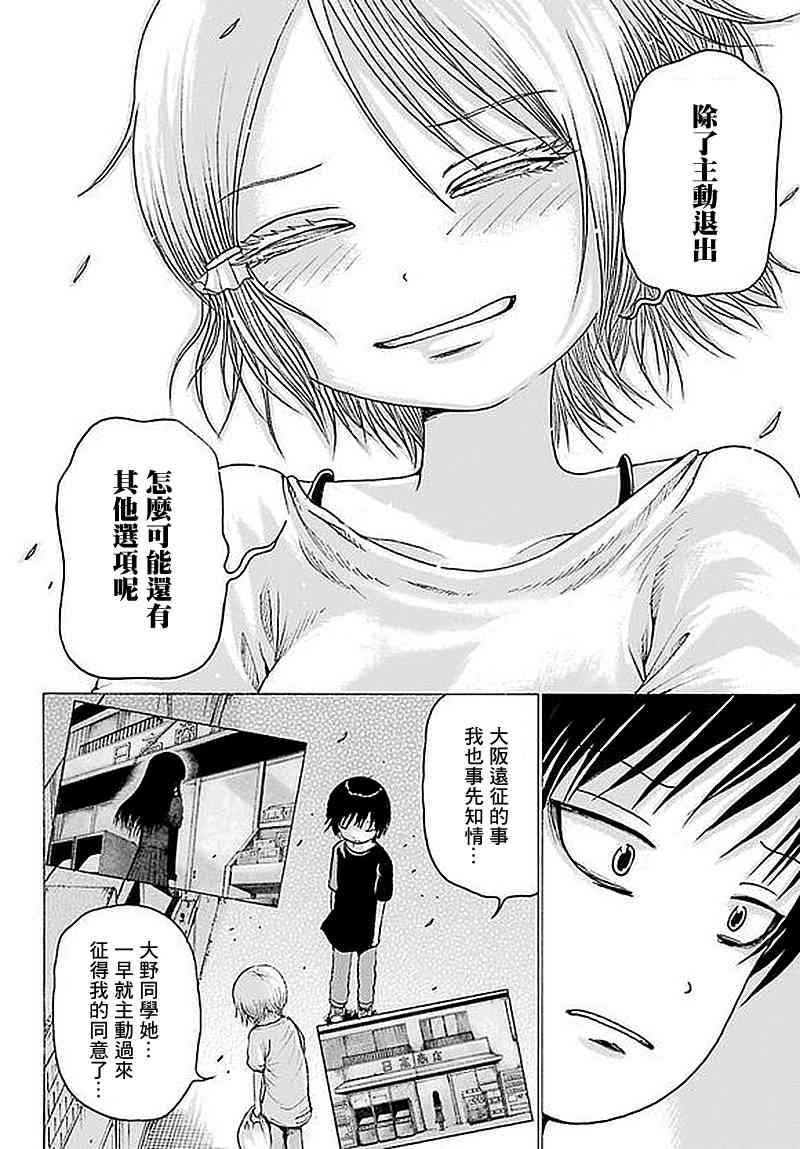 除了主動退出
怎麼可能還有
其他選項呢
大阪遠征的事
我也事先知情…
大野同學她…
一早就主動過來
征得我的同意了…
日高商店